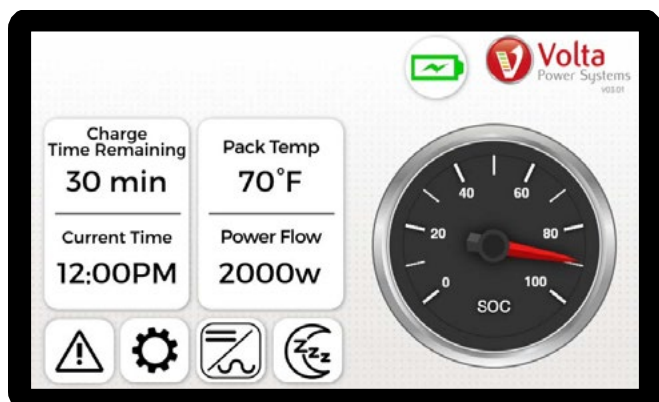 Volta
Power Systems
V03.01
Charge
Time Remaining
30 min
Pack Temp
70°F
Current Time
12:00PM
Power Flow
2000w
0
20
40
60
80
100
SOC
zzz